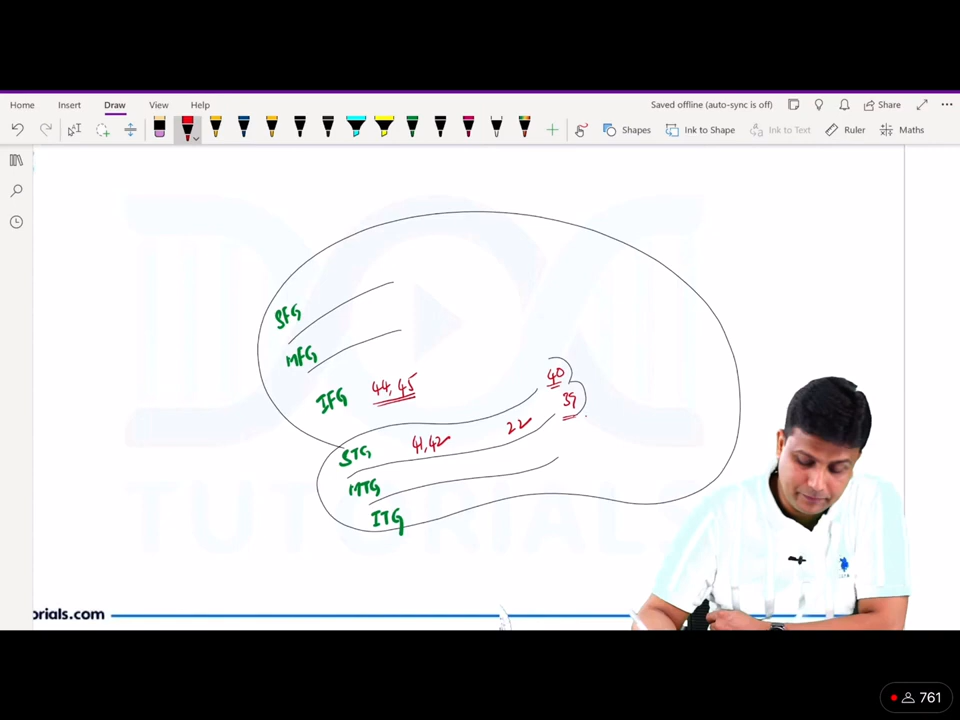 Home Insert Draw View Help
Saved offline (auto-sync is off)
Share
Shapes
Ink to Shape
Ink to Text
Ruler
Maths
SFG
MFG
IFG 44,45
40
39
STG 41,42 22
MTG
ITG
TUTORIALS
orials.com
761